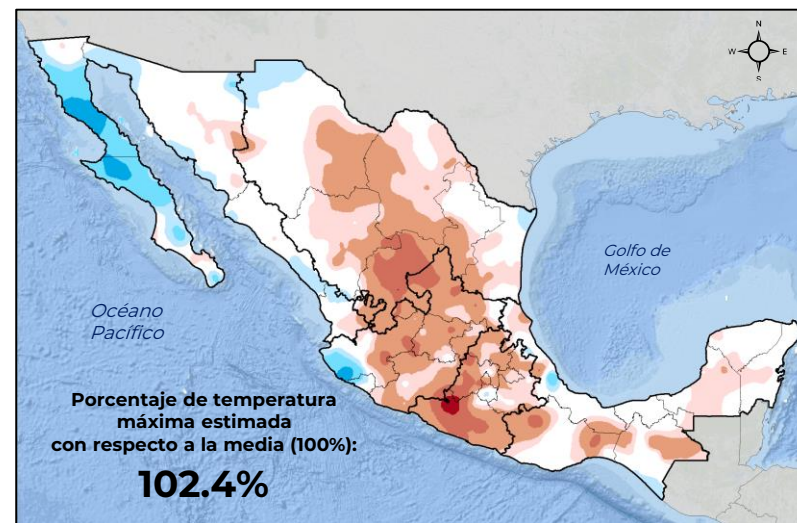 N
W E
S
Golfo de
México
Océano
Pacífico
Porcentaje de temperatura
máxima estimada
con respecto a la media (100%):
102.4%